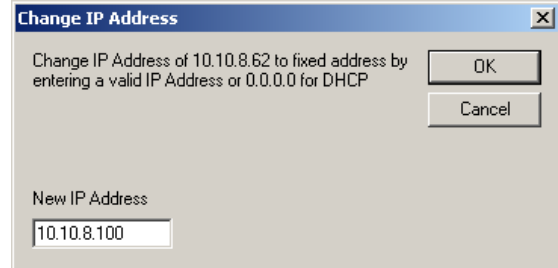 Change IP Address
Change IP Address of 10.10.8.62 to fixed address by
entering a valid IP Address or 0.0.0.0 for DHCP
OK
Cancel
New IP Address
10.10.8.100